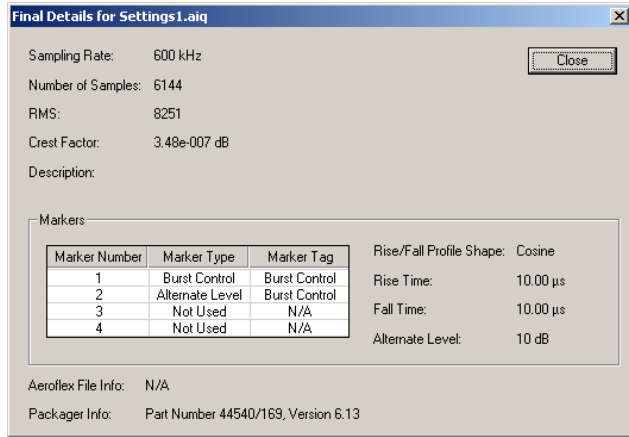 Final Details for Settings1.aiq
Sampling Rate: 600 kHz
Close
Number of Samples: 6144
RMS: 8251
Crest Factor: 3.48e-007 dB
Description:
Markers
Marker Number Marker Type Marker Tag
1 Burst Control Burst Control
2 Alternate Level Burst Control
3 Not Used N/A
4 Not Used N/A
Rise/Fall Profile Shape: Cosine
Rise Time: 10.00 µs
Fall Time: 10.00 µs
Alternate Level: 10 dB
Aeroflex File Info: N/A
Packager Info: Part Number 44540/169, Version 6.13